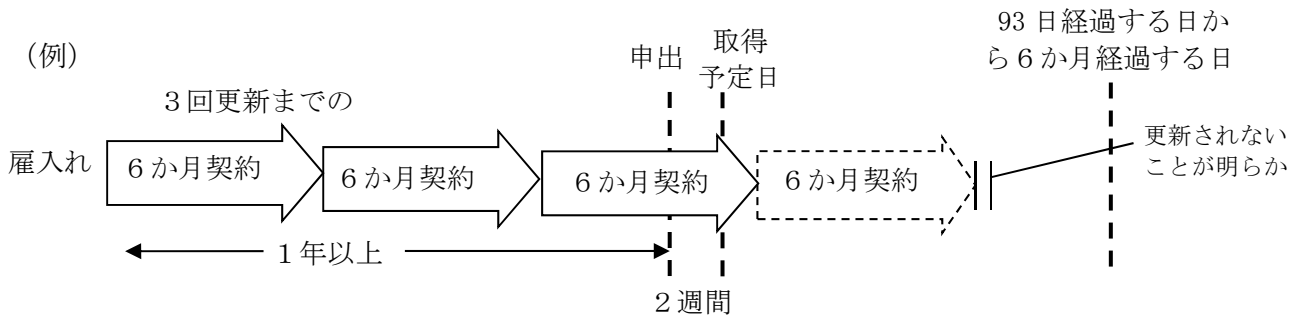 93 日経過する日か
ら６か月経過する日
（例）
申出
取得
予定日
３回更新までの
雇入れ
６か月契約
６か月契約
６か月契約
６か月契約
更新されない
ことが明らか
１年以上
２週間